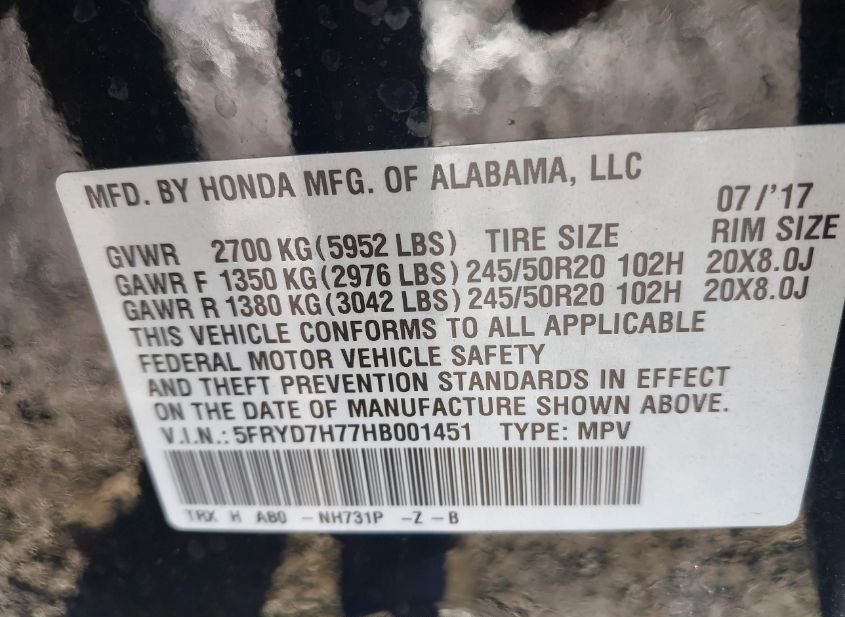 MFD. BY HONDA MFG. OF ALABAMA, LLC 07/'17
GVWR 2700 KG(5952 LBS) TIRE SIZE RIM SIZE
GAWR F 1350 KG(2976 LBS) 245/50R20 102H 20X8.0J
GAWR R 1380 KG(3042 LBS) 245/50R20 102H 20X8.0J
THIS VEHICLE CONFORMS TO ALL APPLICABLE
FEDERAL MOTOR VEHICLE SAFETY
AND THEFT PREVENTION STANDARDS IN EFFECT
ON THE DATE OF MANUFACTURE SHOWN ABOVE.
V.I.N.: 5FRYD7H77HB001451 TYPE: MPV
TRX H AB0 - NH731P -Z -B